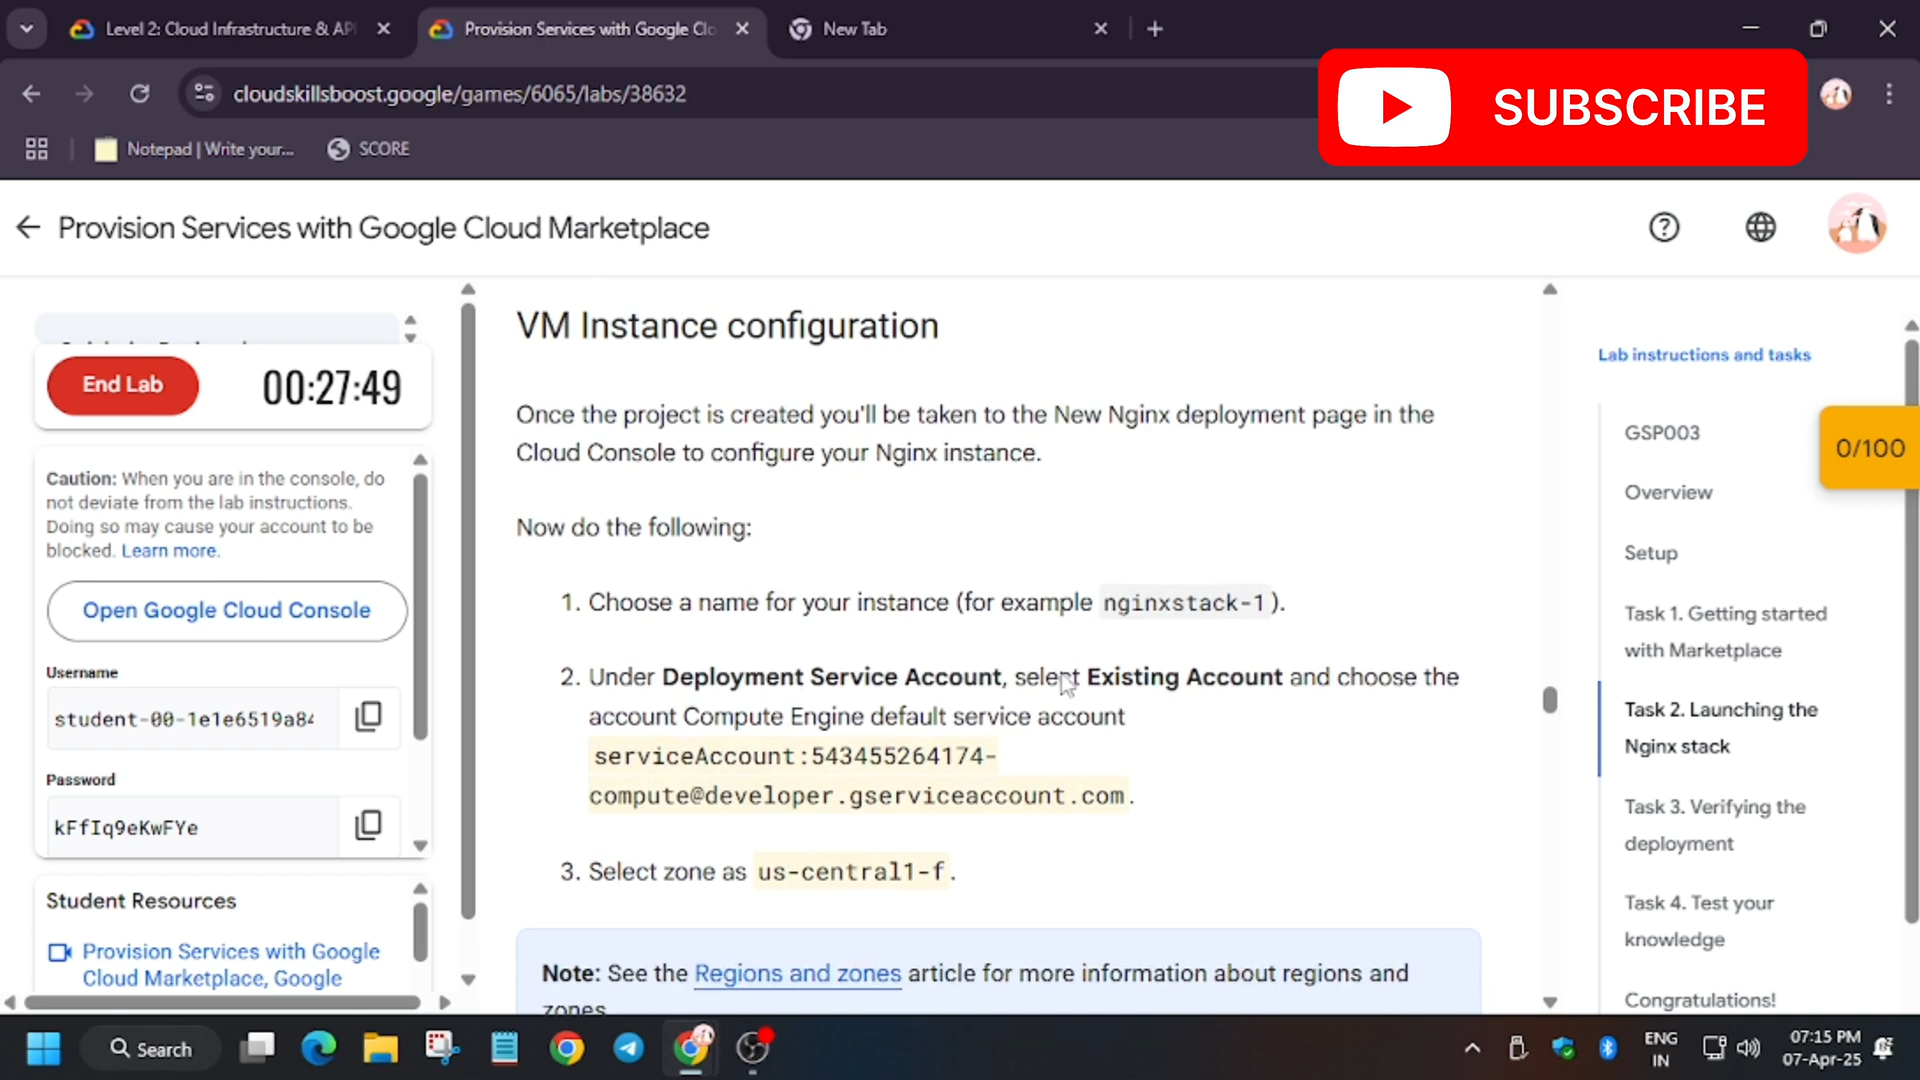 Level 2: Cloud Infrastructure & API
Provision Services with Google Clo
New Tab
cloudskillsboost.google/games/6065/labs/38632
SUBSCRIBE
Notepad | Write your...
SCORE
Provision Services with Google Cloud Marketplace
End Lab
00:27:49
Caution: When you are in the console, do
not deviate from the lab instructions.
Doing so may cause your account to be
blocked. Learn more.
Open Google Cloud Console
Username
student-00-1e1e6519a84
Password
kFfIq9eKwFYe
Student Resources
Provision Services with Google
Cloud Marketplace, Google
VM Instance configuration
Once the project is created you'll be taken to the New Nginx deployment page in the
Cloud Console to configure your Nginx instance.
Now do the following:
1. Choose a name for your instance (for example nginxstack-1).
2. Under Deployment Service Account, select Existing Account and choose the
account Compute Engine default service account
serviceAccount:543455264174-
compute@developer.gserviceaccount.com.
3. Select zone as us-central1-f.
Note: See the Regions and zones article for more information about regions and
zones.
Lab instructions and tasks
GSP003
0/100
Overview
Setup
Task 1. Getting started
with Marketplace
Task 2. Launching the
Nginx stack
Task 3. Verifying the
deployment
Task 4. Test your
knowledge
Congratulations!
Search
ENG
IN
07:15 PM
07-Apr-25